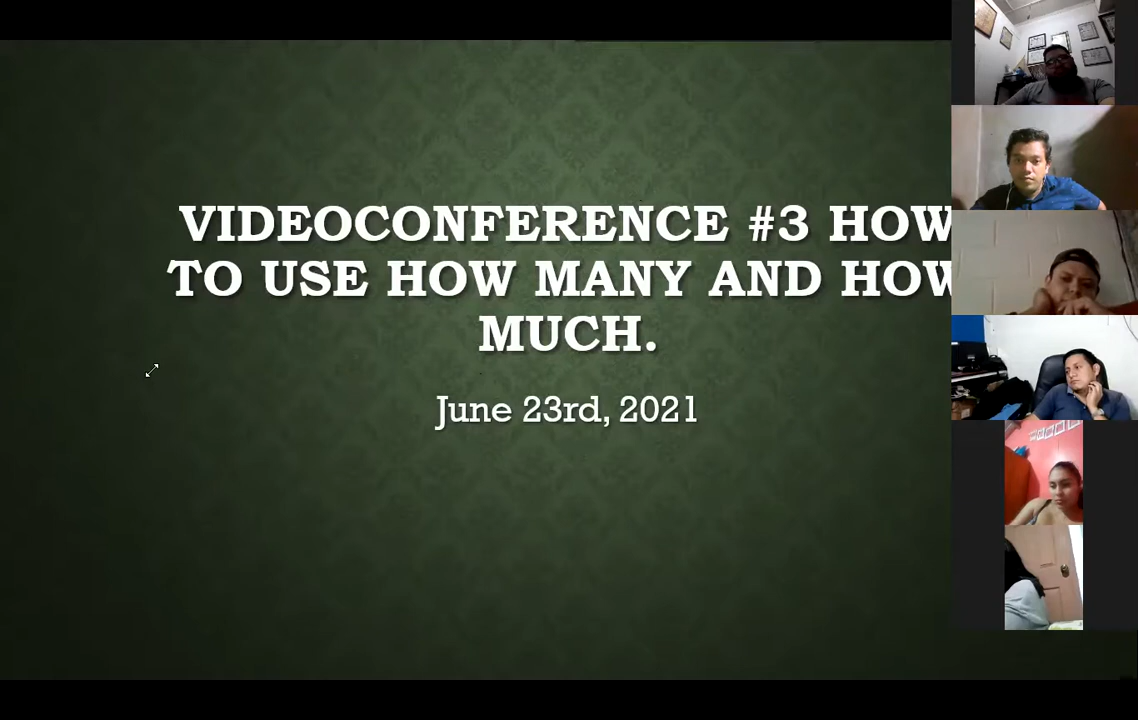 VIDEOCONFERENCE #3 HOW
TO USE HOW MANY AND HOW
MUCH.
June 23rd, 2021